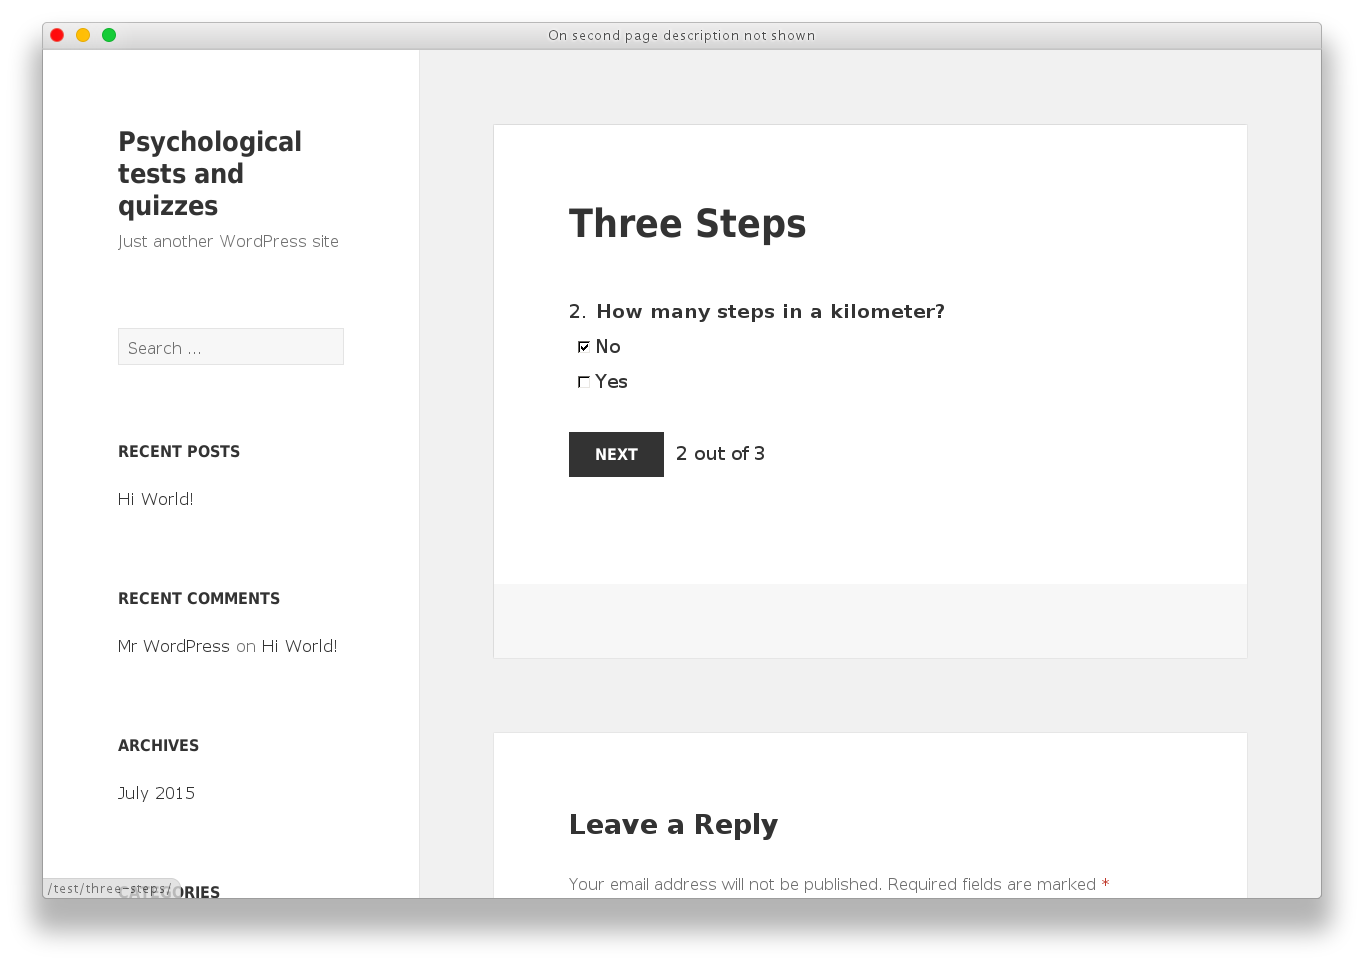 On second page description not shown
Psychological
tests and
quizzes
Just another WordPress site
Search ...
RECENT POSTS
Hi World!
RECENT COMMENTS
Mr WordPress on Hi World!
ARCHIVES
July 2015
CATEGORIES
/test/three-steps/
Three Steps
2. How many steps in a kilometer?
No
Yes
NEXT 2 out of 3
Leave a Reply
Your email address will not be published. Required fields are marked *